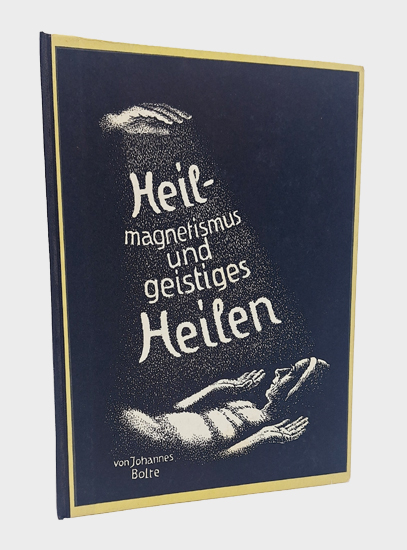 Heil-
magnetismus
und
geistiges
Heilen
von Johannes
Bolte